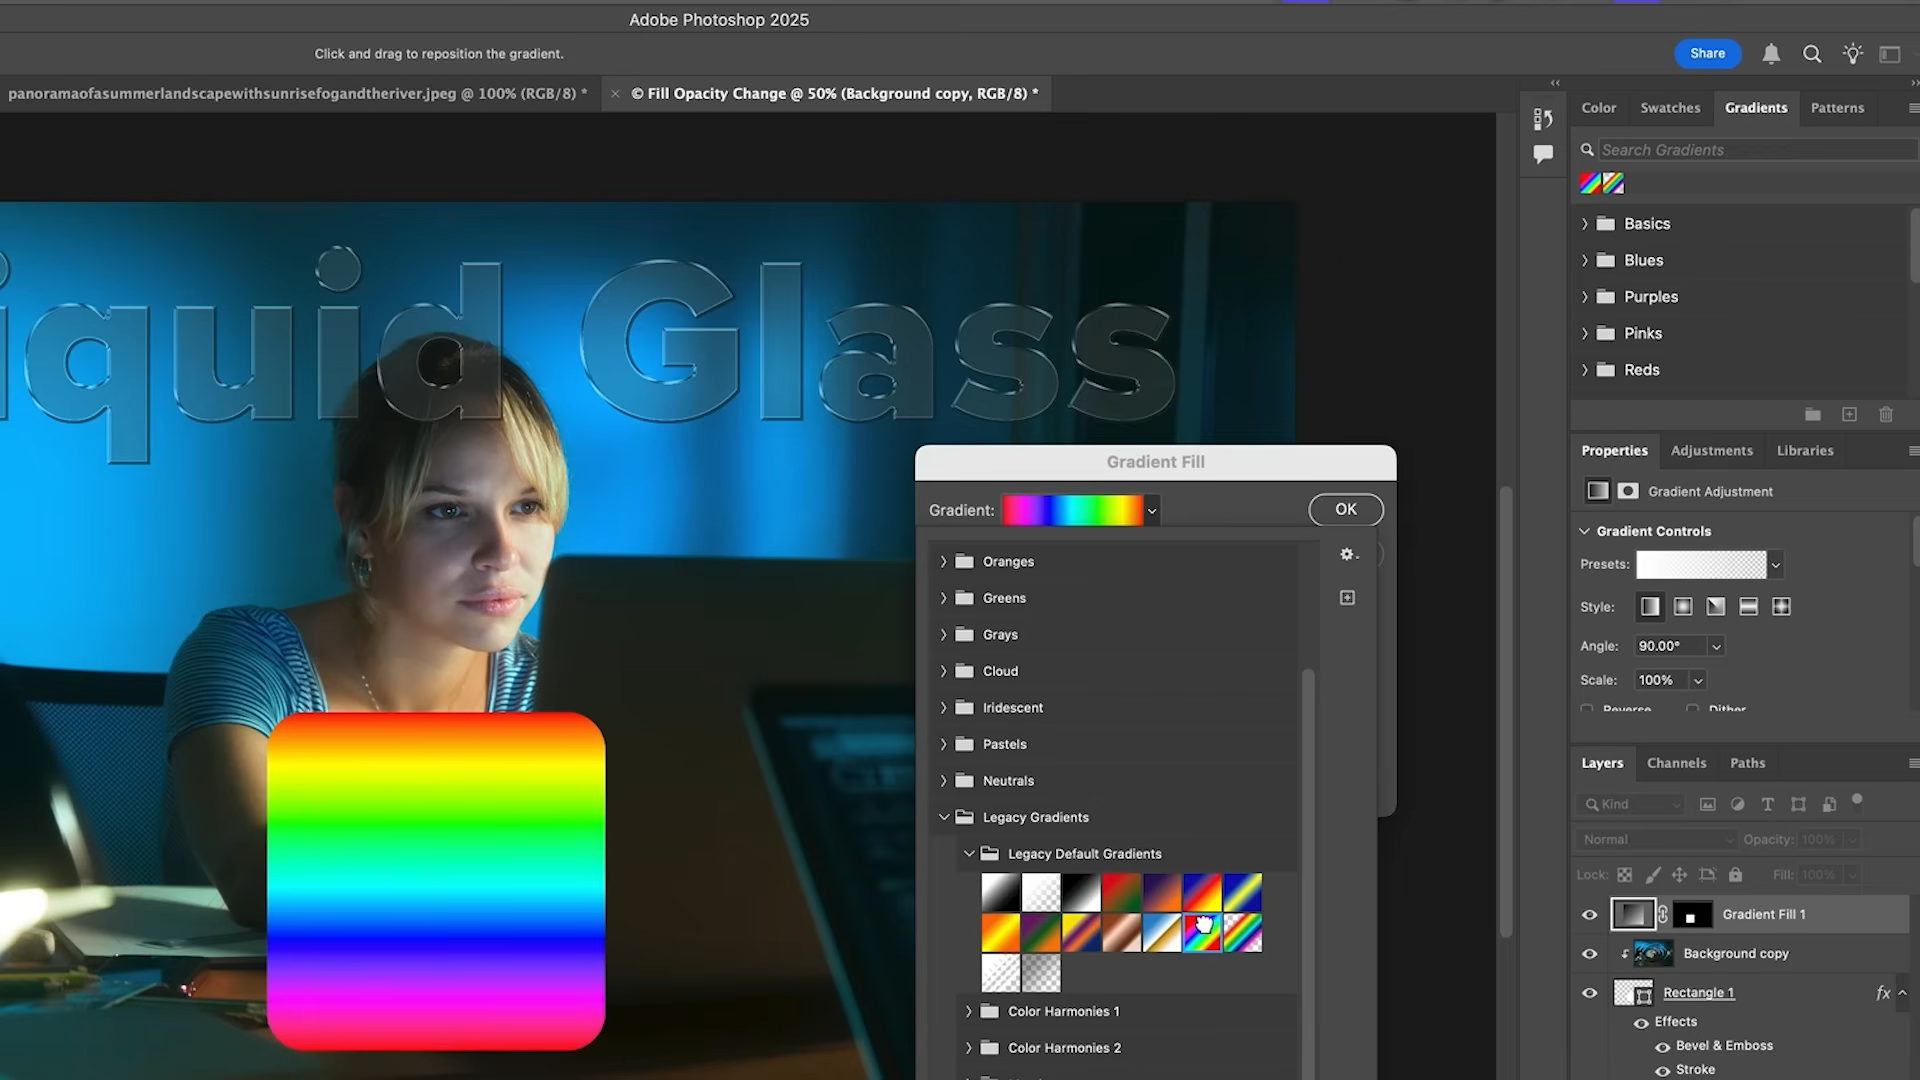 Adobe Photoshop 2025
Click and drag to reposition the gradient.
Share
panoramaofasummerlandscapewithsunrisefogandtheriver.jpeg @ 100% (RGB/8) *
× © Fill Opacity Change @ 50% (Background copy, RGB/8) *
Color Swatches Gradients Patterns
Search Gradients
Basics
Blues
Purples
Pinks
Reds
iquid Glass
Properties Adjustments Libraries
Gradient Adjustment
Gradient Controls
Presets:
Style:
Angle: 90.00°
Scale: 100%
Reverse Dither
Gradient Fill
Gradient:
OK
Oranges
Greens
Grays
Cloud
Iridescent
Pastels
Neutrals
Legacy Gradients
Legacy Default Gradients
Color Harmonies 1
Color Harmonies 2
Layers Channels Paths
Kind
Normal Opacity: 100%
Lock: Fill: 100%
Gradient Fill 1
Background copy
Rectangle 1 fx
Effects
Bevel & Emboss
Stroke